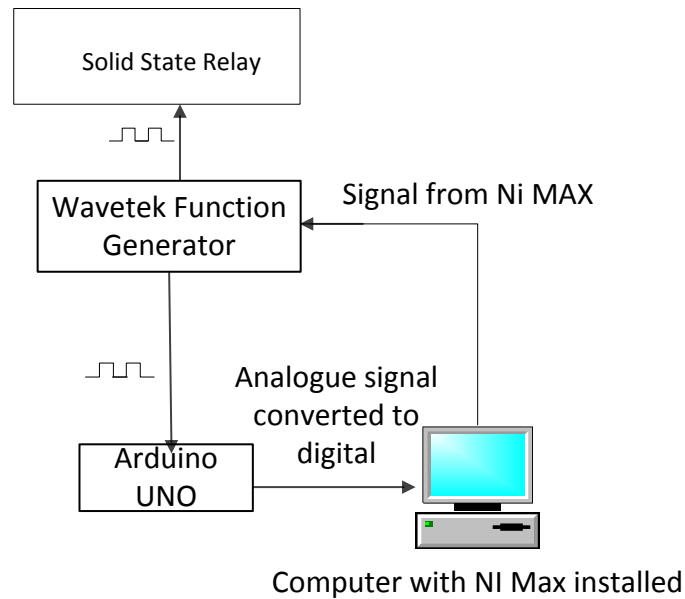 Solid State Relay
Wavetek Function
Generator
Signal from Ni MAX
Analogue signal
converted to
digital
Arduino
UNO
Computer with NI Max installed